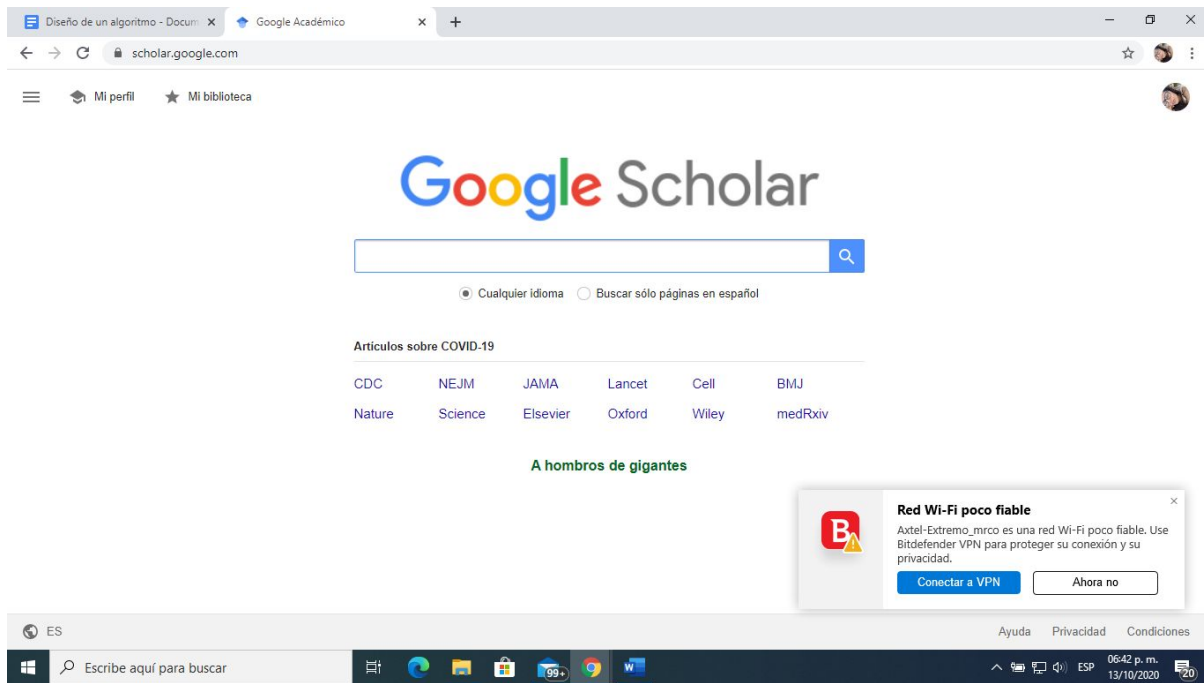 Diseño de un algoritmo - Docum
Google Académico
scholar.google.com
Mi perfil
Mi biblioteca
Google Scholar
Cualquier idioma
Buscar sólo páginas en español
Artículos sobre COVID-19
CDC NEJM JAMA Lancet Cell BMJ
Nature Science Elsevier Oxford Wiley medRxiv
A hombros de gigantes
B
Red Wi-Fi poco fiable
Axtel-Extremo_mrco es una red Wi-Fi poco fiable. Use
Bitdefender VPN para proteger su conexión y su
privacidad.
Conectar a VPN
Ahora no
ES
Ayuda Privacidad Condiciones
Escribe aquí para buscar
99+
W
ESP
06:42 p. m.
13/10/2020
20